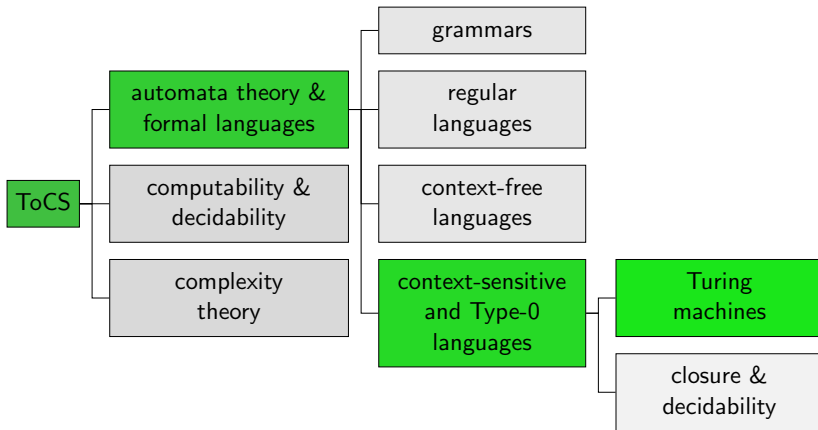 ToCS
automata theory &
formal languages
computability &
decidability
complexity
theory
grammars
regular
languages
context-free
languages
context-sensitive
and Type-0
languages
Turing
machines
closure &
decidability